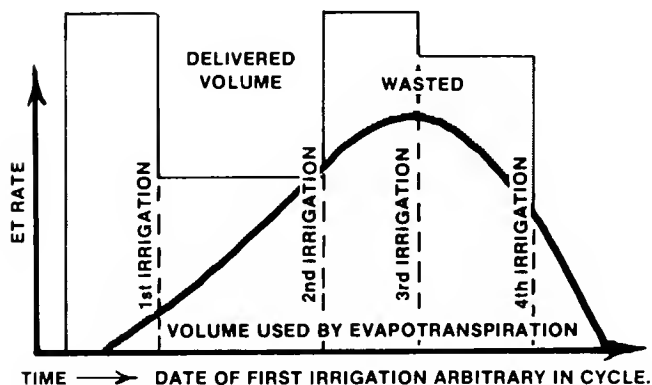 DELIVERED
VOLUME
WASTED
ET RATE
1st IRRIGATION
2nd IRRIGATION
3rd IRRIGATION
4th IRRIGATION
VOLUME USED BY EVAPOTRANSPIRATION
TIME → DATE OF FIRST IRRIGATION ARBITRARY IN CYCLE.